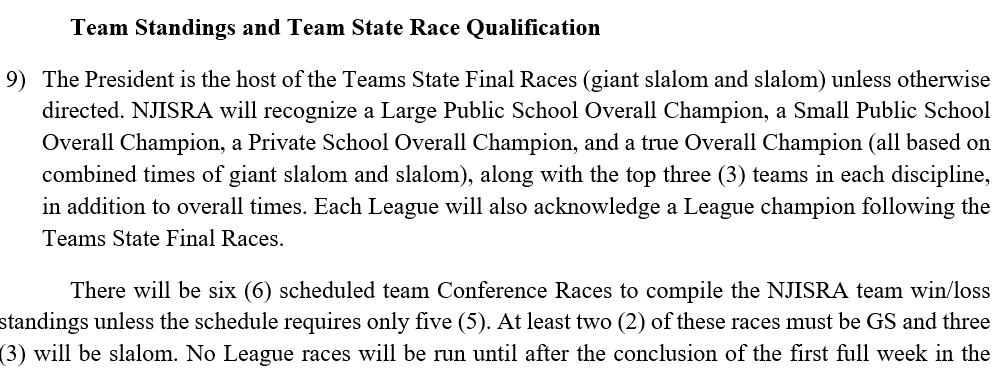 Team Standings and Team State Race Qualification
9) The President is the host of the Teams State Final Races (giant slalom and slalom) unless otherwise
directed. NJISRA will recognize a Large Public School Overall Champion, a Small Public School
Overall Champion, a Private School Overall Champion, and a true Overall Champion (all based on
combined times of giant slalom and slalom), along with the top three (3) teams in each discipline,
in addition to overall times. Each League will also acknowledge a League champion following the
Teams State Final Races.
There will be six (6) scheduled team Conference Races to compile the NJISRA team win/loss
standings unless the schedule requires only five (5). At least two (2) of these races must be GS and three
(3) will be slalom. No League races will be run until after the conclusion of the first full week in the